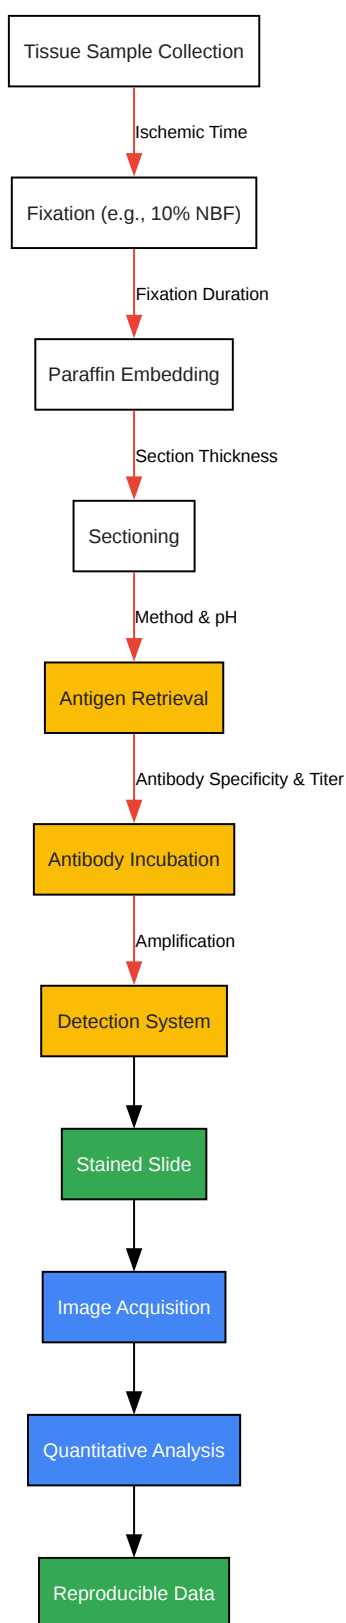 Tissue Sample Collection
Ischemic Time
Fixation (e.g., 10% NBF)
Fixation Duration
Paraffin Embedding
Section Thickness
Sectioning
Method & pH
Antigen Retrieval
Antibody Specificity & Titer
Antibody Incubation
Amplification
Detection System
Stained Slide
Image Acquisition
Quantitative Analysis
Reproducible Data